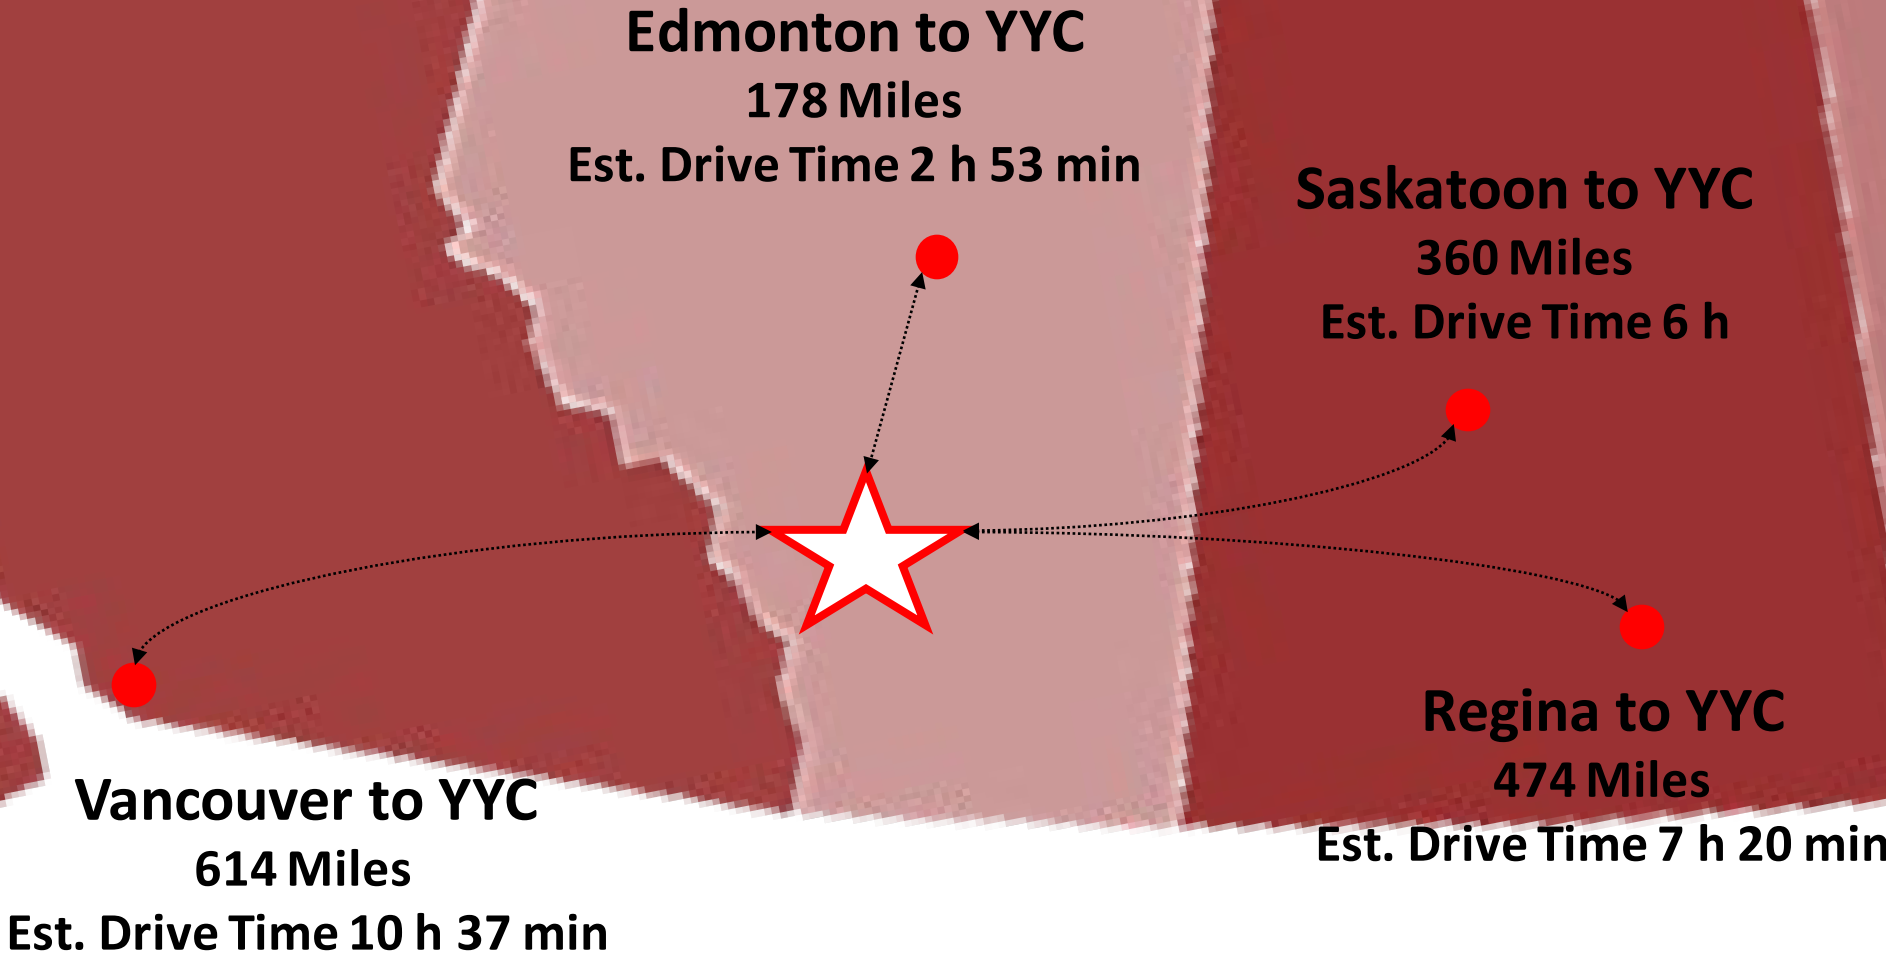 Edmonton to YYC
178 Miles
Est. Drive Time 2 h 53 min
Saskatoon to YYC
360 Miles
Est. Drive Time 6 h
Regina to YYC
474 Miles
Est. Drive Time 7 h 20 min
Vancouver to YYC
614 Miles
Est. Drive Time 10 h 37 min